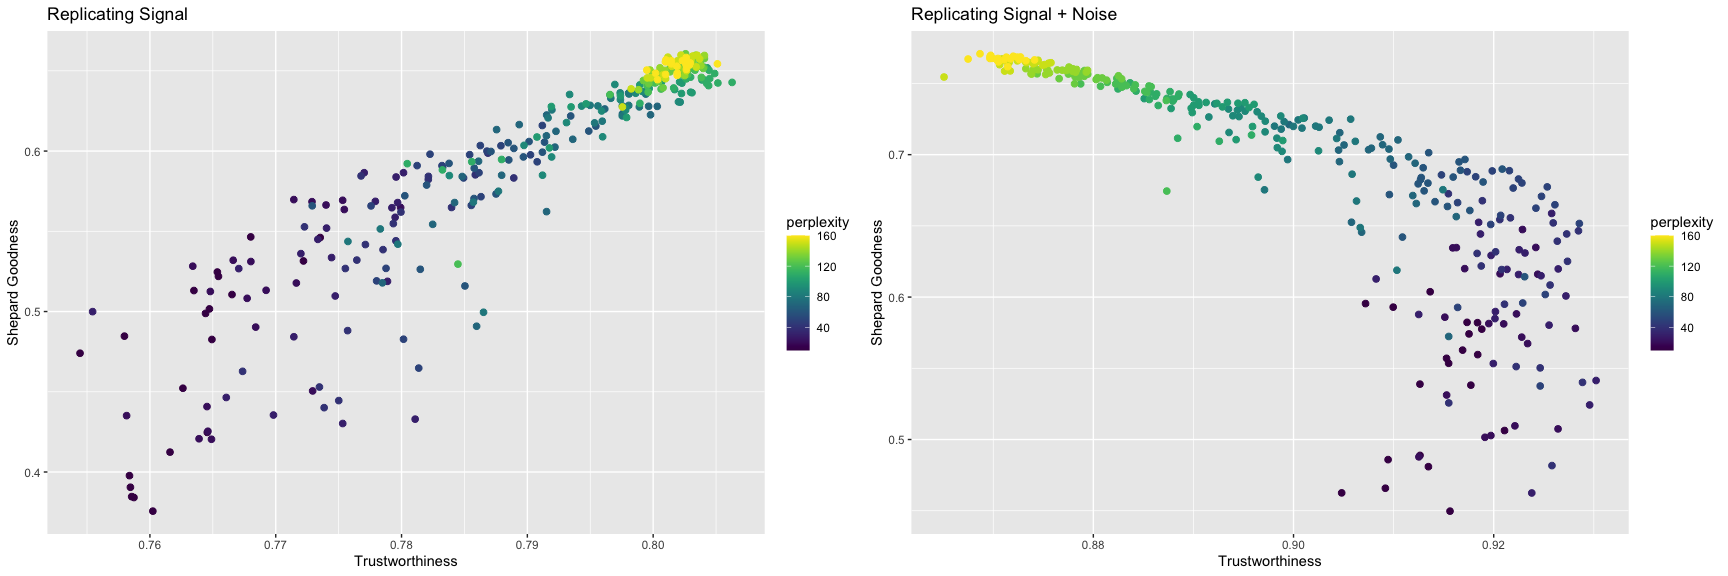 Replicating Signal
Shepard Goodness
0.6
0.5
0.4
0.76 0.77 0.78 0.79 0.80
Trustworthiness
perplexity
160
120
80
40
Replicating Signal + Noise
Shepard Goodness
0.7
0.6
0.5
0.88 0.90 0.92
Trustworthiness
perplexity
160
120
80
40